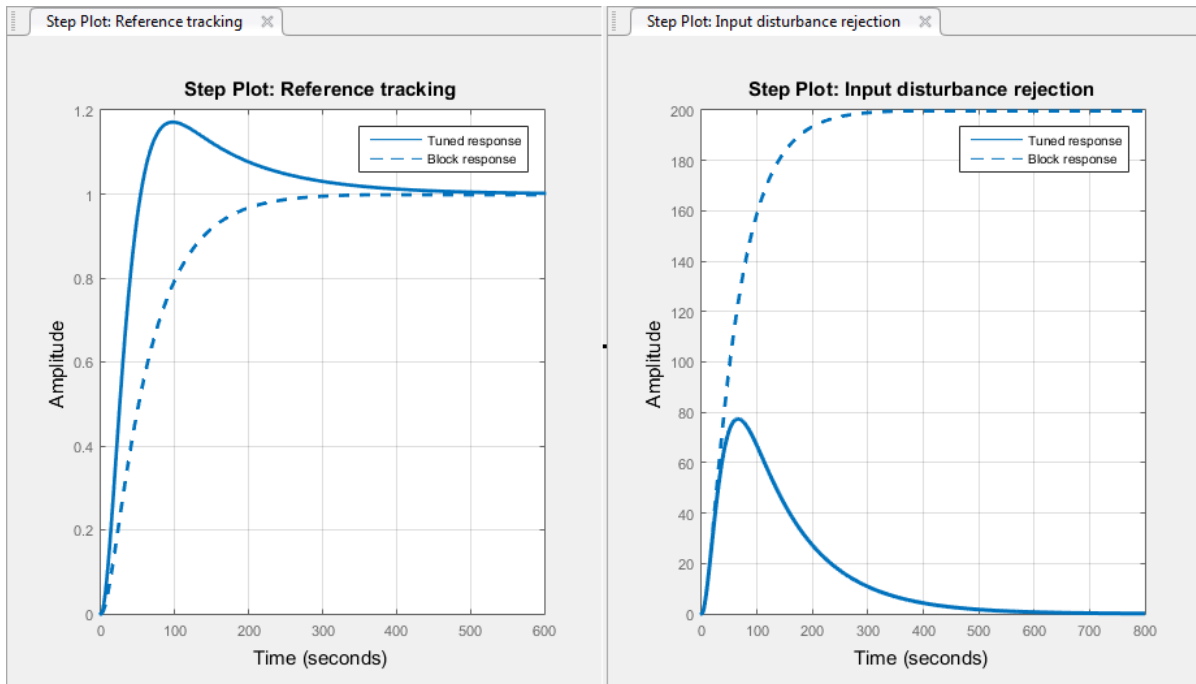 Step Plot: Reference tracking
Step Plot: Reference tracking
1.2
1
0.8
0.6
0.4
0.2
0
Amplitude
Tuned response
Block response
0 100 200 300 400 500 600
Time (seconds)
Step Plot: Input disturbance rejection
Step Plot: Input disturbance rejection
200
180
160
140
120
100
80
60
40
20
0
Amplitude
Tuned response
Block response
0 100 200 300 400 500 600 700 800
Time (seconds)